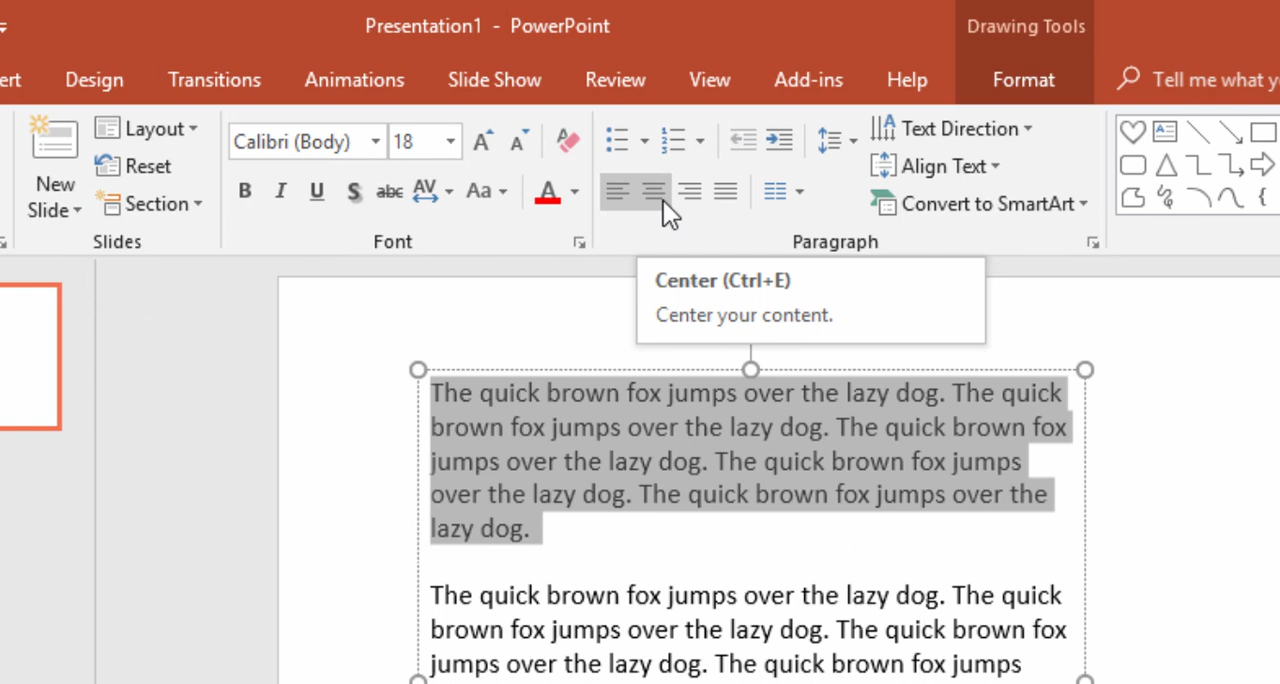 Presentation1 - PowerPoint
Drawing Tools
ert Design Transitions Animations Slide Show Review View Add-ins Help Format Tell me what y
Layout
Reset
Section
New
Slide
Slides
Calibri (Body) 18
B I U S abc AV Aa A
Font
Text Direction
Align Text
Convert to SmartArt
Paragraph
Center (Ctrl+E)
Center your content.
The quick brown fox jumps over the lazy dog. The quick
brown fox jumps over the lazy dog. The quick brown fox
jumps over the lazy dog. The quick brown fox jumps
over the lazy dog. The quick brown fox jumps over the
lazy dog.
The quick brown fox jumps over the lazy dog. The quick
brown fox jumps over the lazy dog. The quick brown fox
jumps over the lazy dog. The quick brown fox jumps